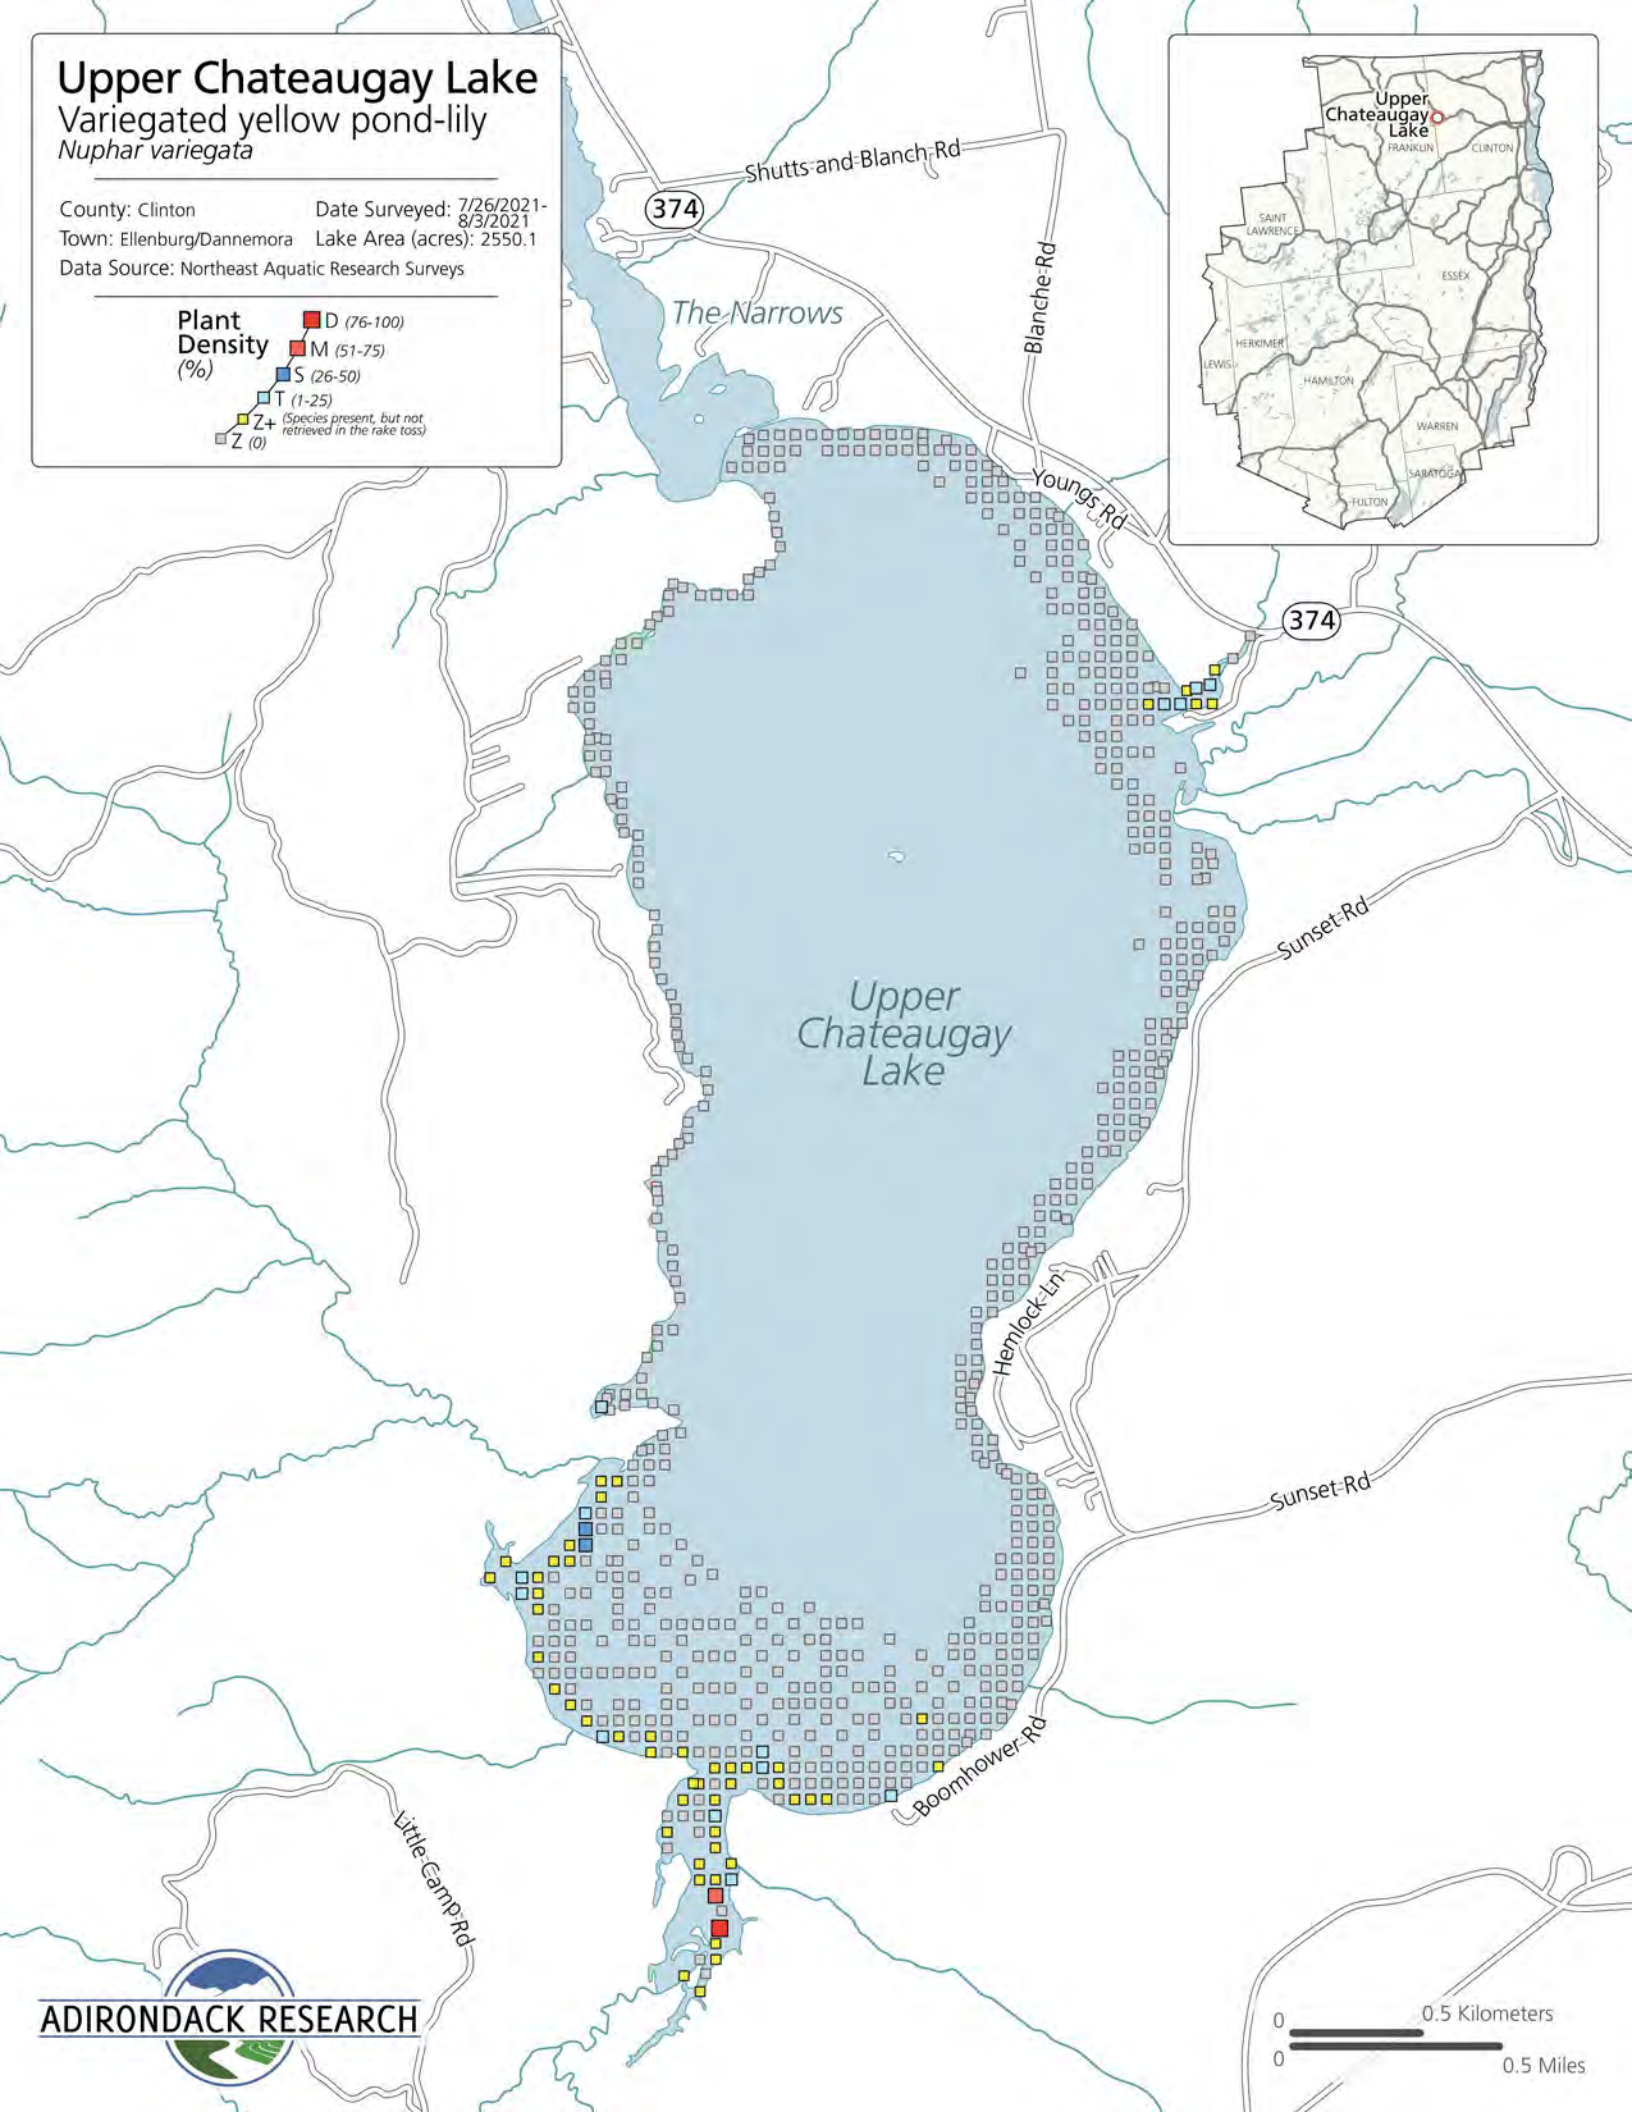 Upper Chateaugay Lake
Variegated yellow pond-lily
Nuphar variegata
County: Clinton
Date Surveyed: 7/26/2021-
8/3/2021
Town: Ellenburg/Dannemora
Lake Area (acres): 2550.1
Data Source: Northeast Aquatic Research Surveys
Plant
Density
(%)
D (76-100)
M (51-75)
S (26-50)
T (1-25)
Z+ (Species present, but not
retrieved in the rake toss)
Z (0)
Upper
Chateaugay
Lake
FRANKLIN
CLINTON
SAINT
LAWRENCE
ESSEX
HERKIMER
LEWIS
HAMILTON
WARREN
SARATOGA
FULTON
Shutts-and-Blanch-Rd
374
The Narrows
Blanche-Rd
Youngs-Rd
374
Sunset-Rd
Upper
Chateaugay
Lake
Hemlock-Ln
Sunset-Rd
Boomhower-Rd
Little-Camp-Rd
ADIRONDACK RESEARCH
0
0.5 Kilometers
0
0.5 Miles